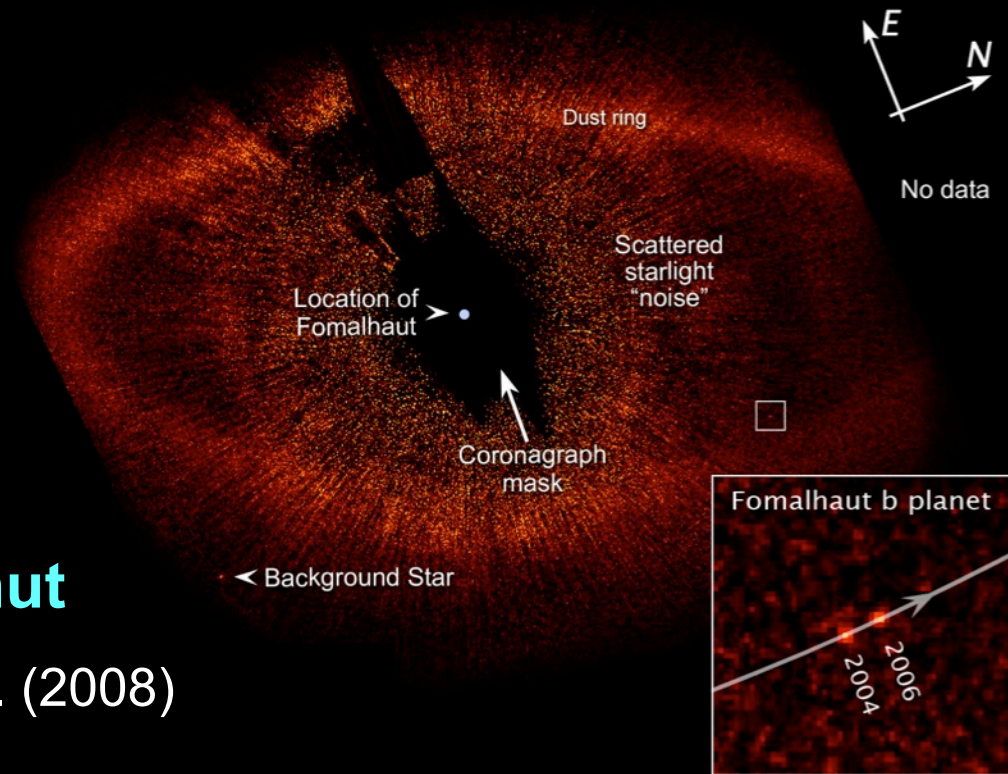 E
N
Dust ring
No data
Scattered
starlight
“noise”
Location of
Fomalhaut
Coronagraph
mask
Fomalhaut b planet
Background Star
2006
2004
. (2008)